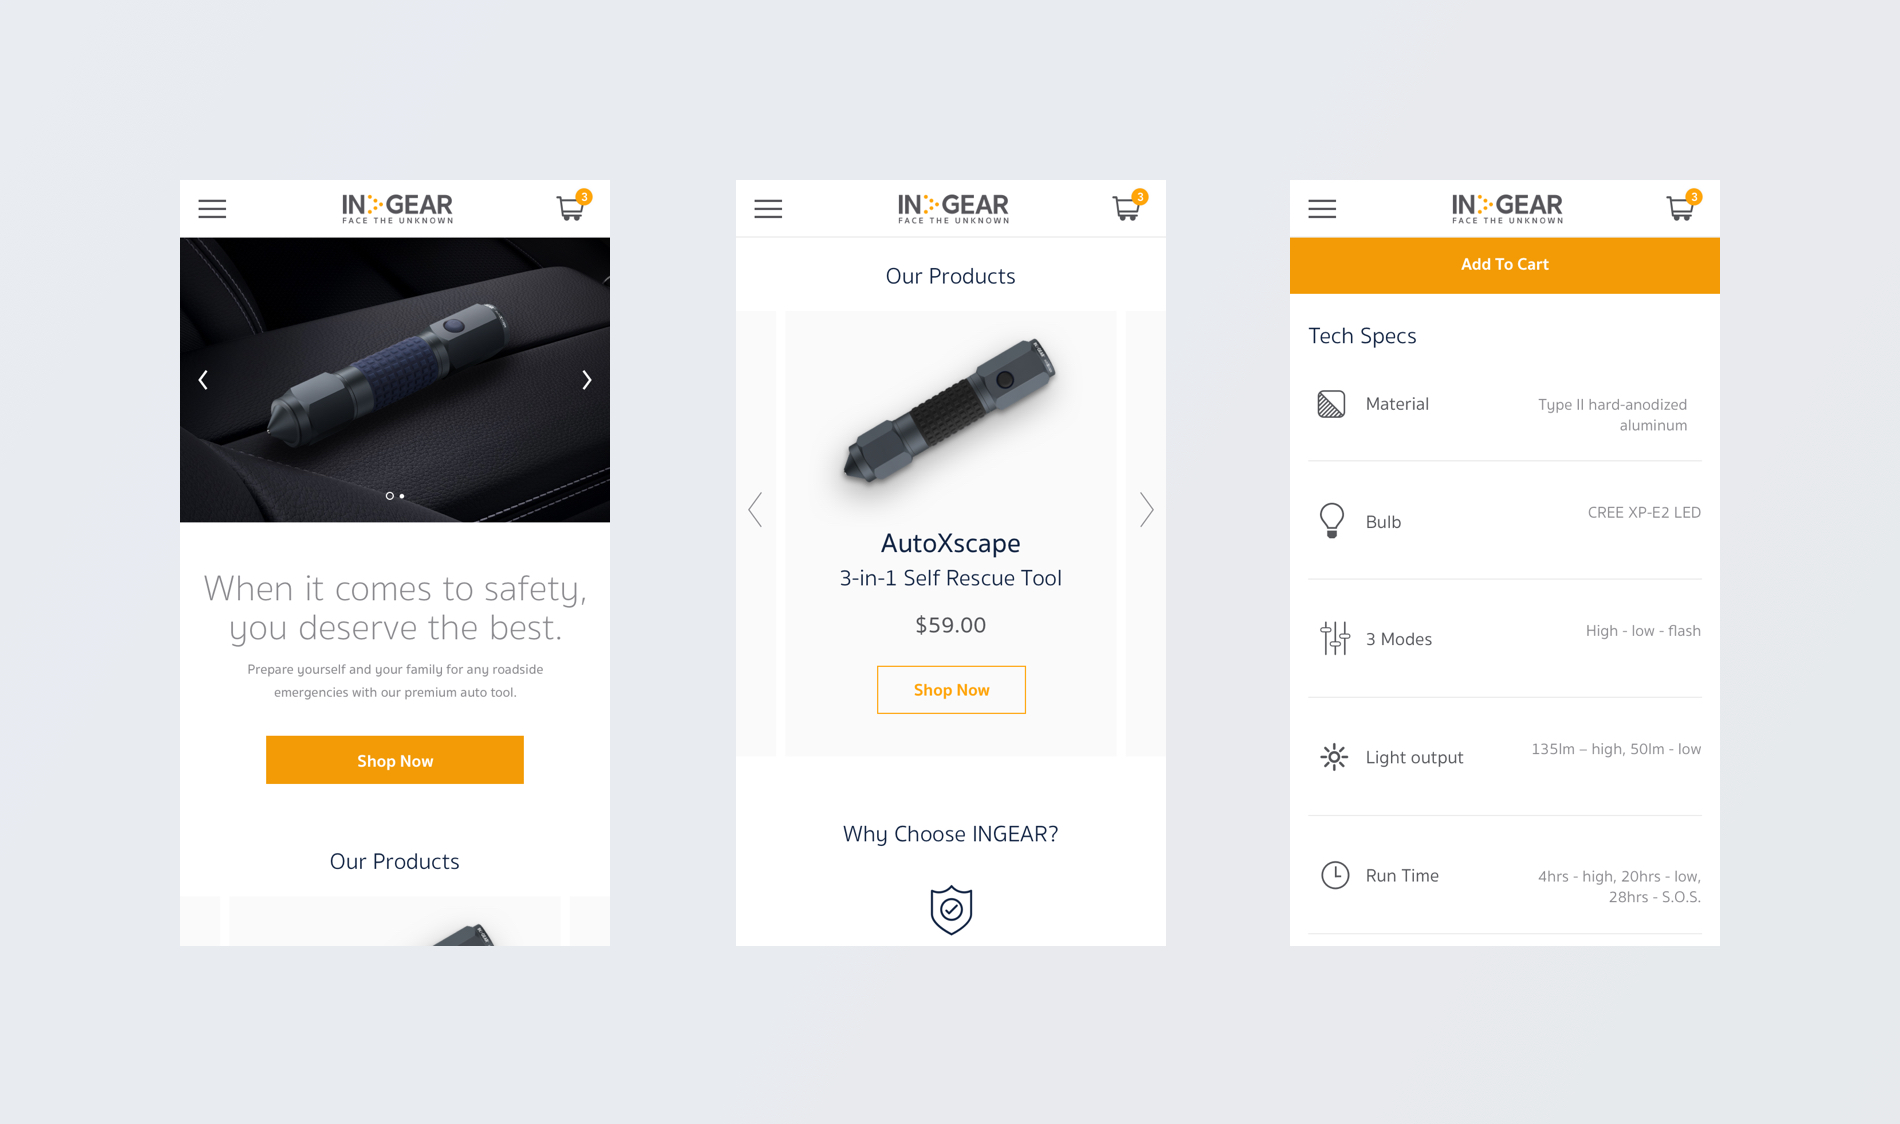 IN GEAR
FACE THE UNKNOWN
3
When it comes to safety,
you deserve the best.
Prepare yourself and your family for any roadside
emergencies with our premium auto tool.
Shop Now
Our Products
IN GEAR
FACE THE UNKNOWN
3
Our Products
AutoXscape
3-in-1 Self Rescue Tool
$59.00
Shop Now
Why Choose INGEAR?
IN GEAR
FACE THE UNKNOWN
3
Add To Cart
Tech Specs
Material
Type II hard-anodized
aluminum
Bulb
CREE XP-E2 LED
3 Modes
High - low - flash
Light output
135lm – high, 50lm - low
Run Time
4hrs - high, 20hrs - low,
28hrs - S.O.S.